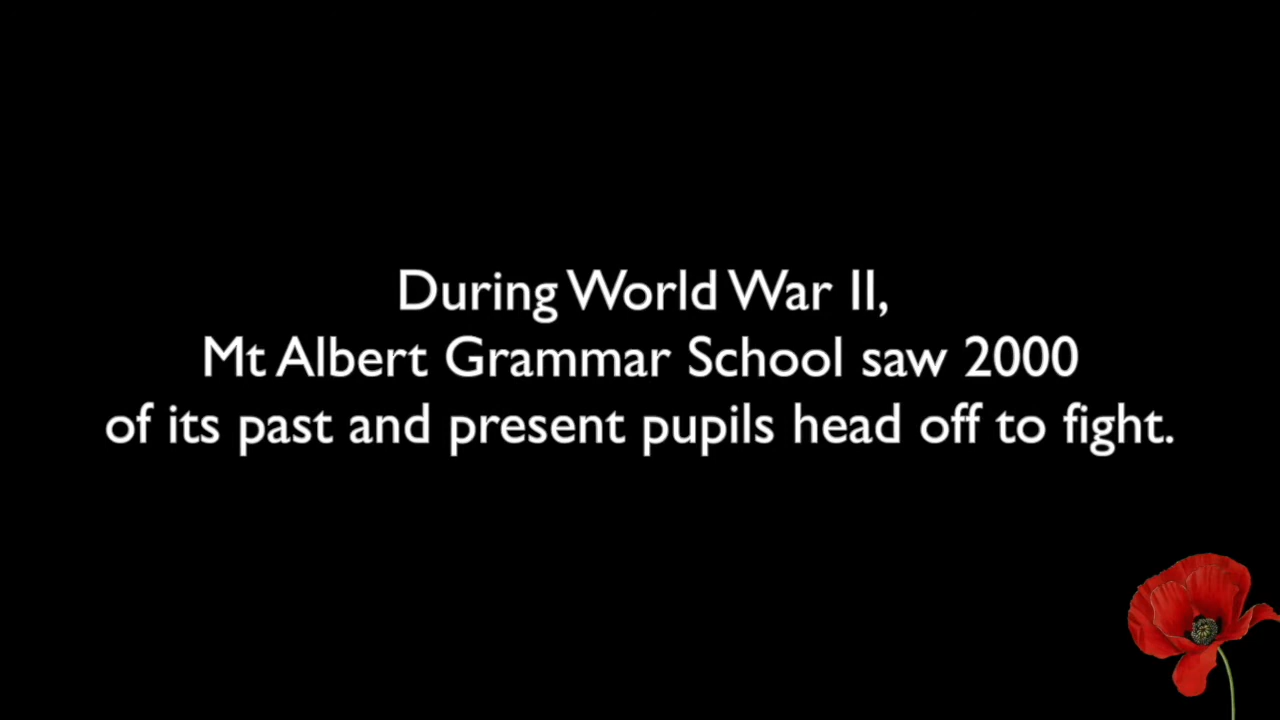 During World War II,
Mt Albert Grammar School saw 2000
of its past and present pupils head off to fight.